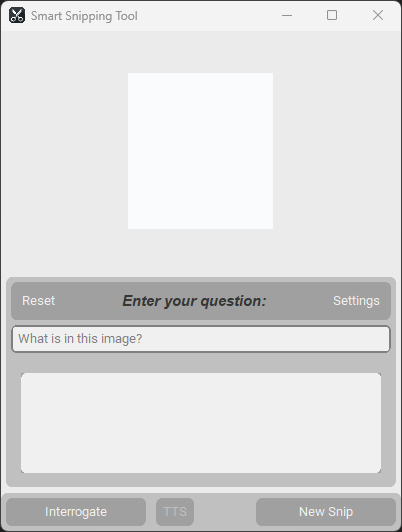 Smart Snipping Tool
Reset Enter your question: Settings
What is in this image?
Interrogate TTS New Snip